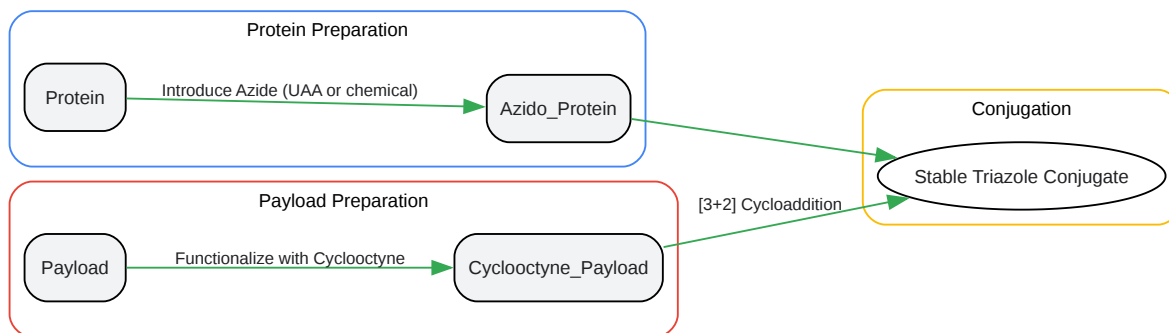 Protein Preparation
Protein
Introduce Azide (UAA or chemical)
Azido_Protein
Payload Preparation
Payload
Functionalize with Cyclooctyne
Cyclooctyne_Payload
[3+2] Cycloaddition
Conjugation
Stable Triazole Conjugate